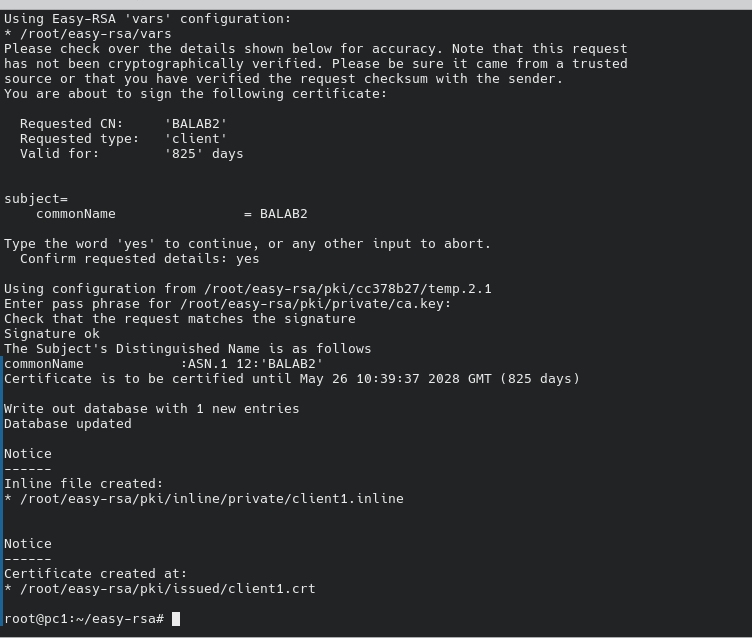 Using Easy-RSA 'vars' configuration:
* /root/easy-rsa/vars
Please check over the details shown below for accuracy. Note that this request
has not been cryptographically verified. Please be sure it came from a trusted
source or that you have verified the request checksum with the sender.
You are about to sign the following certificate:
  Requested CN:     'BALAB2'
  Requested type:   'client'
  Valid for:        '825' days
subject=
    commonName                = BALAB2
Type the word 'yes' to continue, or any other input to abort.
  Confirm requested details: yes
Using configuration from /root/easy-rsa/pki/cc378b27/temp.2.1
Enter pass phrase for /root/easy-rsa/pki/private/ca.key:
Check that the request matches the signature
Signature ok
The Subject's Distinguished Name is as follows
commonName            :ASN.1 12:'BALAB2'
Certificate is to be certified until May 26 10:39:37 2028 GMT (825 days)
Write out database with 1 new entries
Database updated
Notice
------
Inline file created:
* /root/easy-rsa/pki/inline/private/client1.inline
Notice
------
Certificate created at:
* /root/easy-rsa/pki/issued/client1.crt
root@pc1:~/easy-rsa#